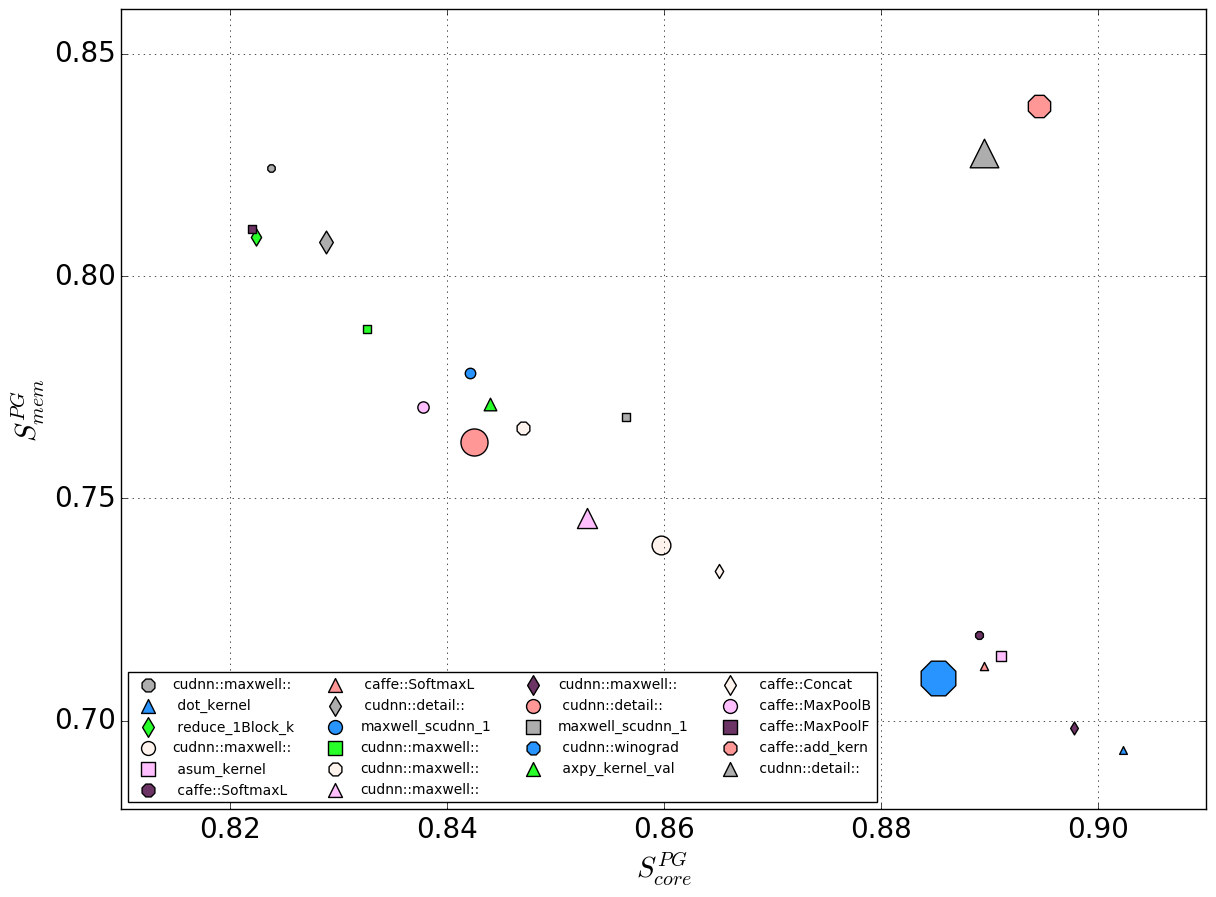 0.85
0.80
0.75
0.70
S_{mem}^{PG}
cudnn::maxwell:: caffe::SoftmaxL cudnn::maxwell:: caffe::Concat
dot_kernel cudnn::detail:: cudnn::detail:: caffe::MaxPoolB
reduce_1Block_k maxwell_scudnn_1 maxwell_scudnn_1 caffe::MaxPoolF
cudnn::maxwell:: cudnn::maxwell:: cudnn::winograd caffe::add_kern
asum_kernel cudnn::maxwell:: axpy_kernel_val cudnn::detail::
caffe::SoftmaxL cudnn::maxwell::
0.82 0.84 0.86 0.88 0.90
S_{core}^{PG}